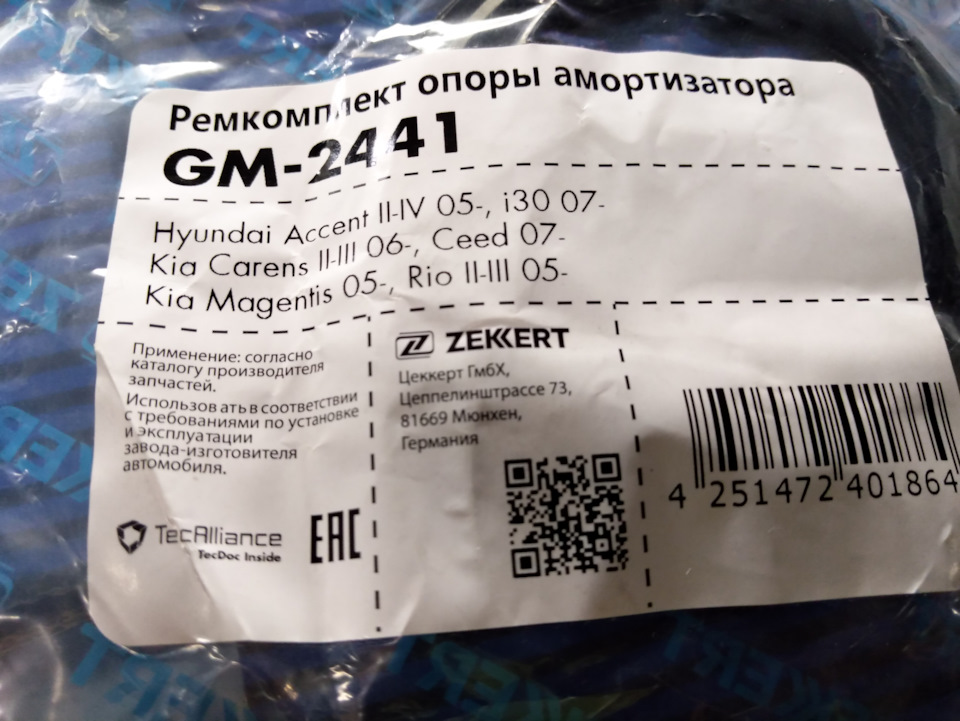 Ремкомплект опоры амортизатора
GM-2441
Hyundai Accent II-IV 05-, i30 07-
Kia Carens II-III 06-, Ceed 07-
Kia Magentis 05-, Rio II-III 05-
Применение: согласно
каталогу производителя
запчастей.
Использов ать в соответствии
с требованиями по установке
и эксплуатации
завода-изготовителя
автомобиля.
TecAlliance
TecDoc Inside
EAC
ZEKKERT
Цеккерт ГмбХ,
Цеппелинштрассе 73,
81669 Мюнхен,
Германия
4 251472 401864